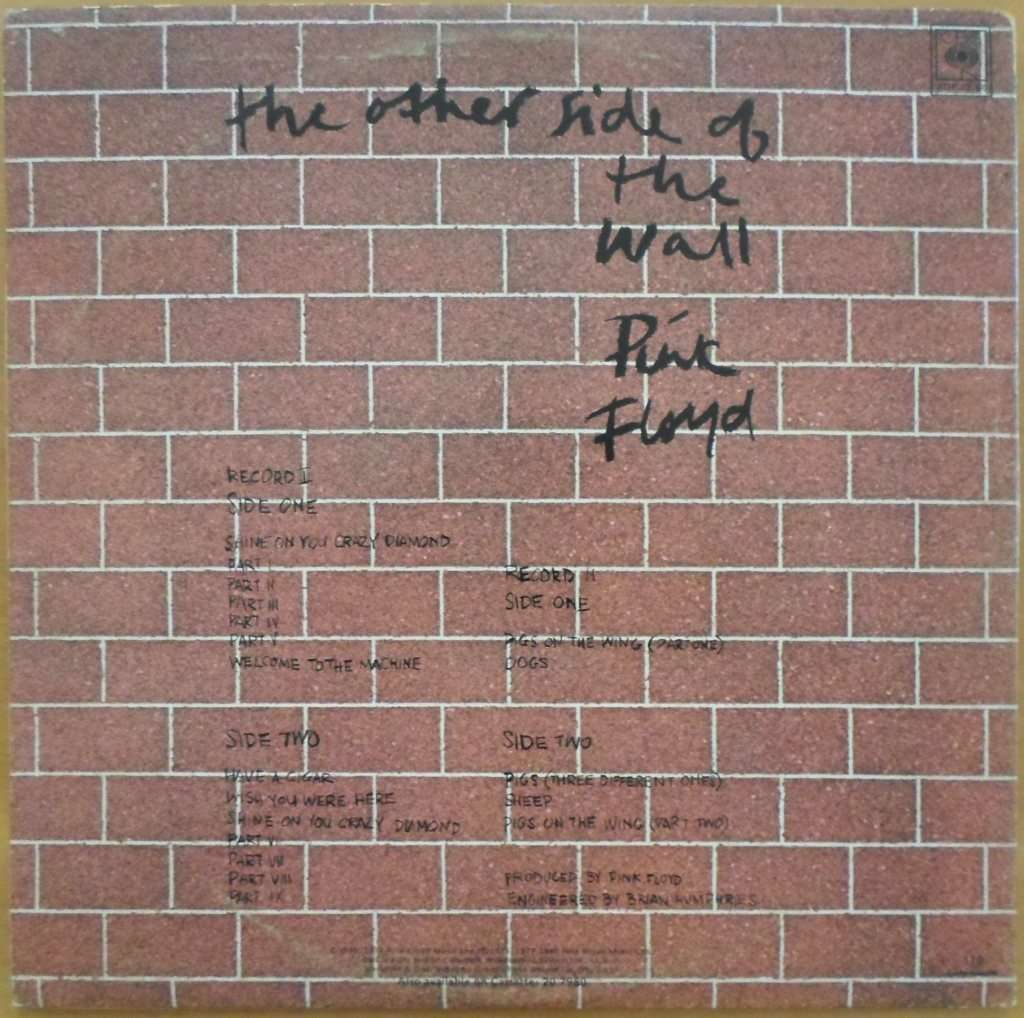 the other side of
the
wall
Pink
Floyd
RECORD I
SIDE ONE
SHINE ON YOU CRAZY DIAMOND
PART I
PART II
PART III
PART IV
PART V
WELCOME TO THE MACHINE
SIDE TWO
HAVE A CIGAR
WISH YOU WERE HERE
SHINE ON YOU CRAZY DIAMOND
PART VI
PART VII
PART VIII
PART IX
RECORD II
SIDE ONE
PIGS ON THE WING (PART ONE)
DOGS
SIDE TWO
PIGS (THREE DIFFERENT ONES)
SHEEP
PIGS ON THE WING (PART TWO)
PRODUCED BY PINK FLOYD
ENGINEERED BY BRIAN HUMPHRIES
Also available on